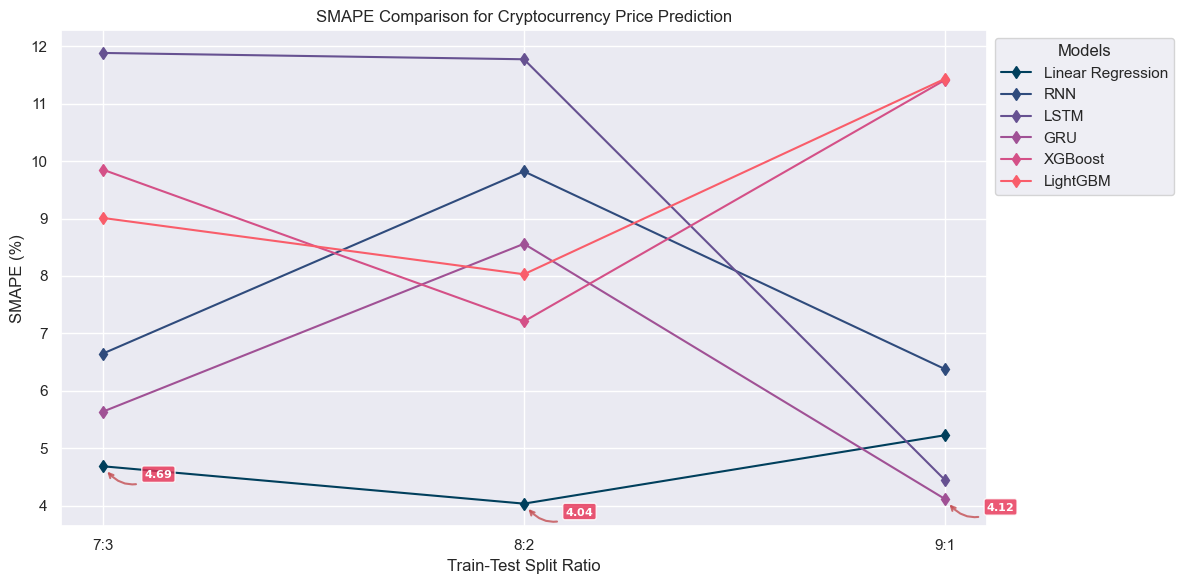 SMAPE Comparison for Cryptocurrency Price Prediction
SMAPE (%)
12
11
10
9
8
7
6
5
4
7:3
8:2
9:1
Train-Test Split Ratio
4.69
4.04
4.12
Models
Linear Regression
RNN
LSTM
GRU
XGBoost
LightGBM